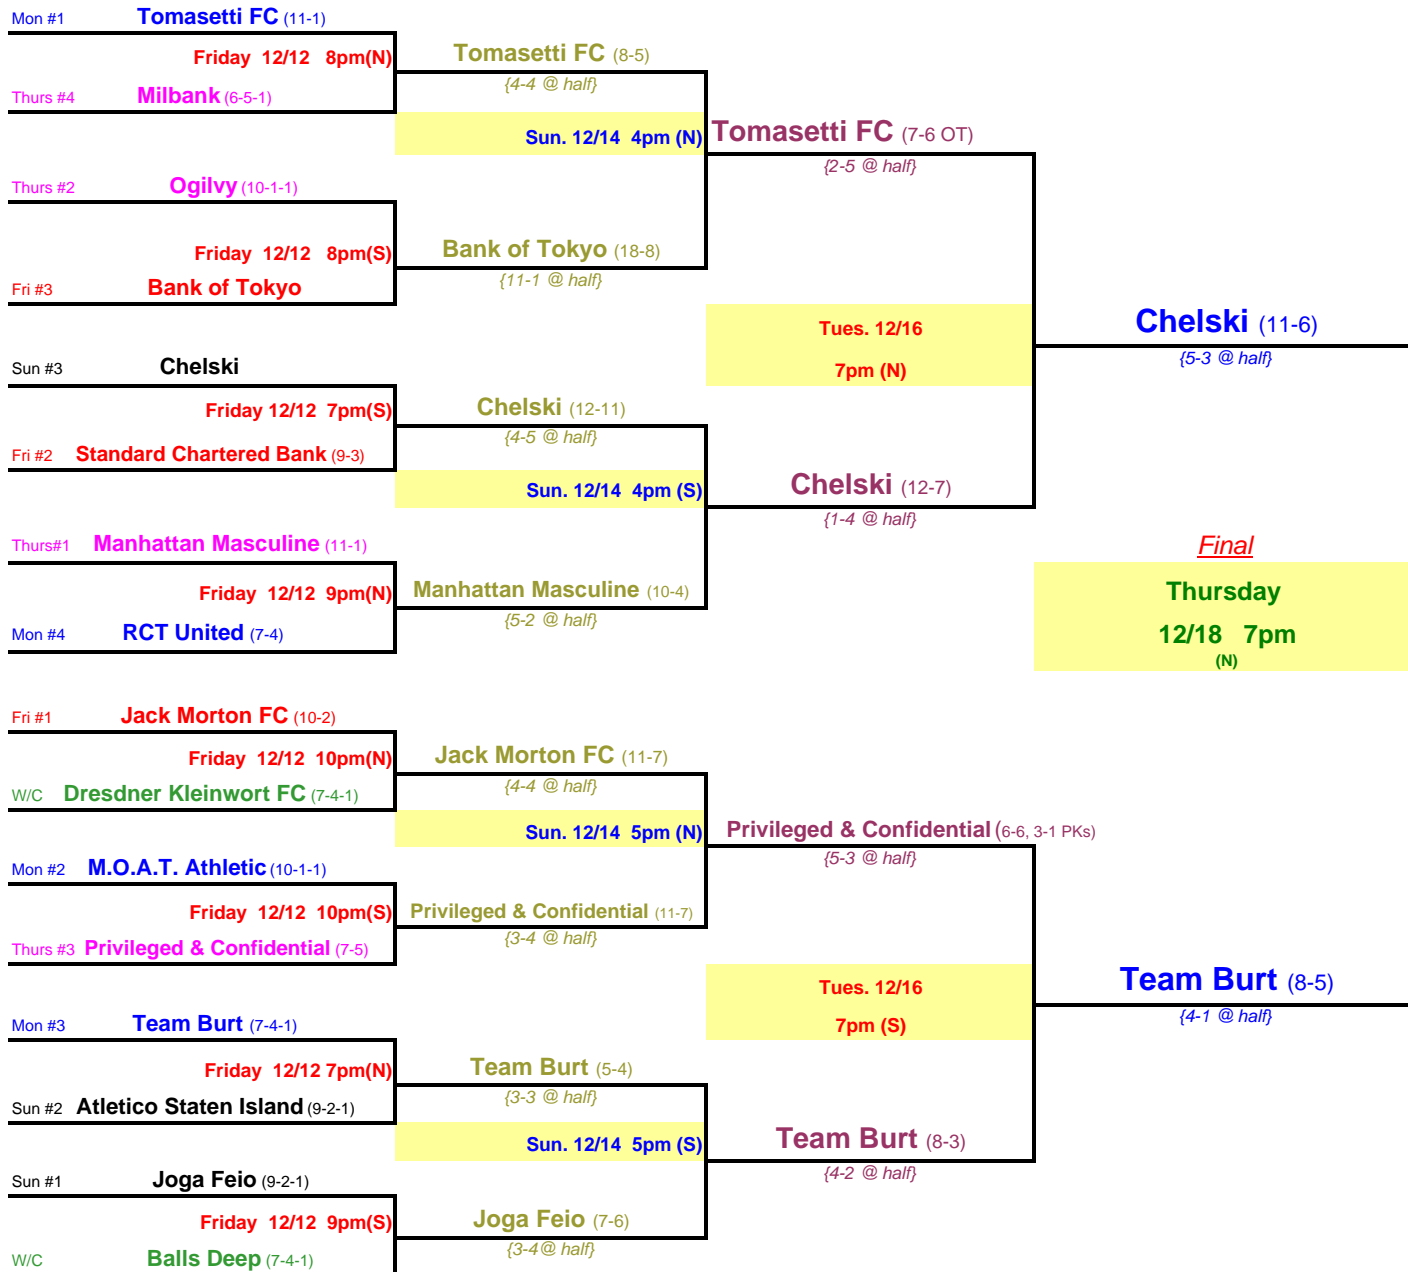 Mon #1 Tomasetti FC (11-1)
Friday 12/12 8pm(N)
Thurs #4 Milbank (6-5-1)
Tomasetti FC (8-5)
{4-4 @ half}
Sun. 12/14 4pm (N)
Tomasetti FC (7-6 OT)
{2-5 @ half}
Thurs #2 Ogilvy (10-1-1)
Friday 12/12 8pm(S)
Fri #3 Bank of Tokyo
Bank of Tokyo (18-8)
{11-1 @ half}
Tues. 12/16
7pm (N)
Chelski (11-6)
{5-3 @ half}
Sun #3 Chelski
Friday 12/12 7pm(S)
Fri #2 Standard Chartered Bank (9-3)
Chelski (12-11)
{4-5 @ half}
Sun. 12/14 4pm (S)
Chelski (12-7)
{1-4 @ half}
Thurs#1 Manhattan Masculine (11-1)
Friday 12/12 9pm(N)
Mon #4 RCT United (7-4)
Manhattan Masculine (10-4)
{5-2 @ half}
Final
Thursday
12/18 7pm
(N)
Fri #1 Jack Morton FC (10-2)
Friday 12/12 10pm(N)
W/C Dresdner Kleinwort FC (7-4-1)
Jack Morton FC (11-7)
{4-4 @ half}
Sun. 12/14 5pm (N)
Privileged & Confidential (6-6, 3-1 PKs)
{5-3 @ half}
Mon #2 M.O.A.T. Athletic (10-1-1)
Friday 12/12 10pm(S)
Thurs #3 Privileged & Confidential (7-5)
Privileged & Confidential (11-7)
{3-4 @ half}
Tues. 12/16
7pm (S)
Team Burt (8-5)
{4-1 @ half}
Mon #3 Team Burt (7-4-1)
Friday 12/12 7pm(N)
Sun #2 Atletico Staten Island (9-2-1)
Team Burt (5-4)
{3-3 @ half}
Sun. 12/14 5pm (S)
Team Burt (8-3)
{4-2 @ half}
Sun #1 Joga Feio (9-2-1)
Friday 12/12 9pm(S)
W/C Balls Deep (7-4-1)
Joga Feio (7-6)
{3-4@ half}